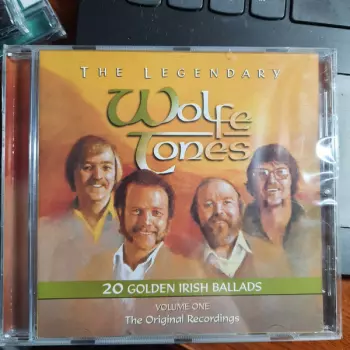 THE LEGENDARY
Wolfe
Tones
20 GOLDEN IRISH BALLADS
VOLUME ONE
The Original Recordings